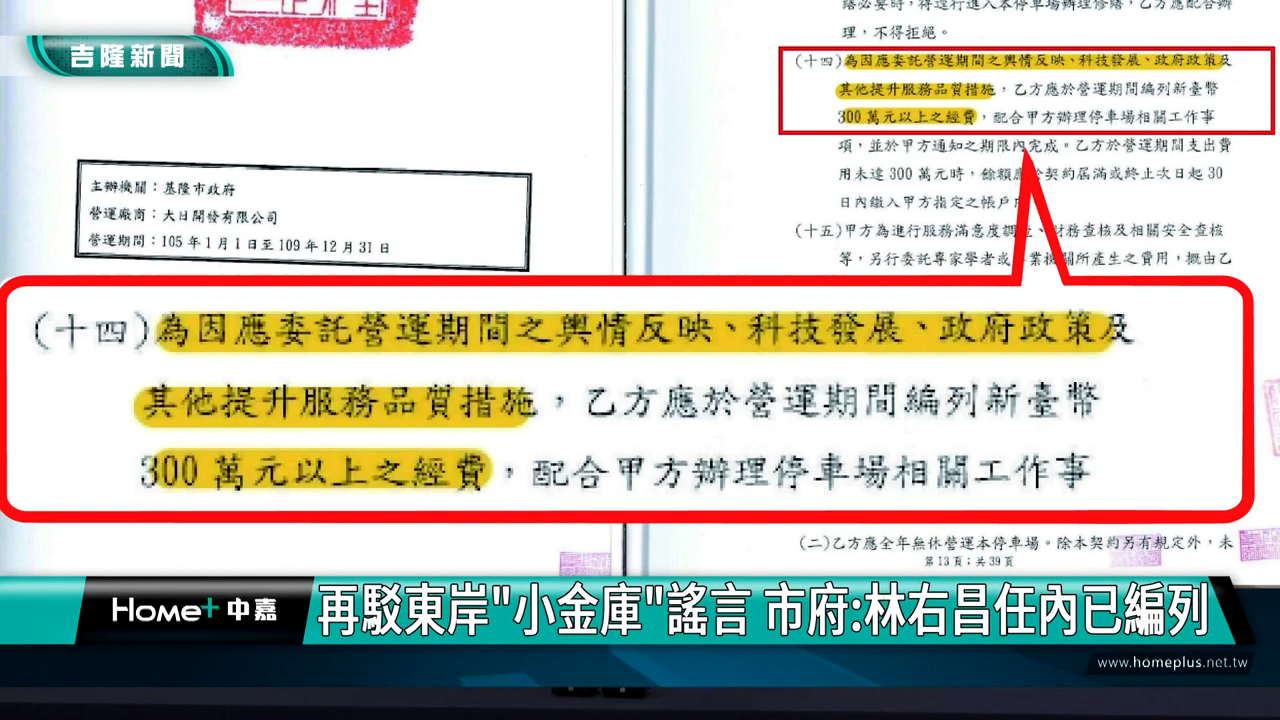 吉隆新聞
主辦機關：基隆市政府
營運廠商：大日開發有限公司
營運期間：105年1月1日至109年12月31日
理，不得拒絕。
(十四)為因應委託營運期間之輿情反映、科技發展、政府政策及
其他提升服務品質措施，乙方應於營運期間編列新臺幣
300萬元以上之經費，配合甲方辦理停車場相關工作事
項，並於甲方通知之期限內完成。乙方於營運期間支出費
用未達300萬元時，餘額應於契約屆滿或終止次日起30
日內繳入甲方指定之帳戶
(十五)甲方為進行服務滿意度調查、財務查核及相關安全查核
等，另行委託專家學者或專業機關所產生之費用，概由乙
(十四)為因應委託營運期間之輿情反映、科技發展、政府政策及
其他提升服務品質措施，乙方應於營運期間編列新臺幣
300萬元以上之經費，配合甲方辦理停車場相關工作事
(二)乙方應全年無休營運本停車場。除本契約另有規定外，未
第13頁；共39頁
Home+中嘉
再駁東岸"小金庫"謠言 市府:林右昌任內已編列
www.homeplus.net.tw